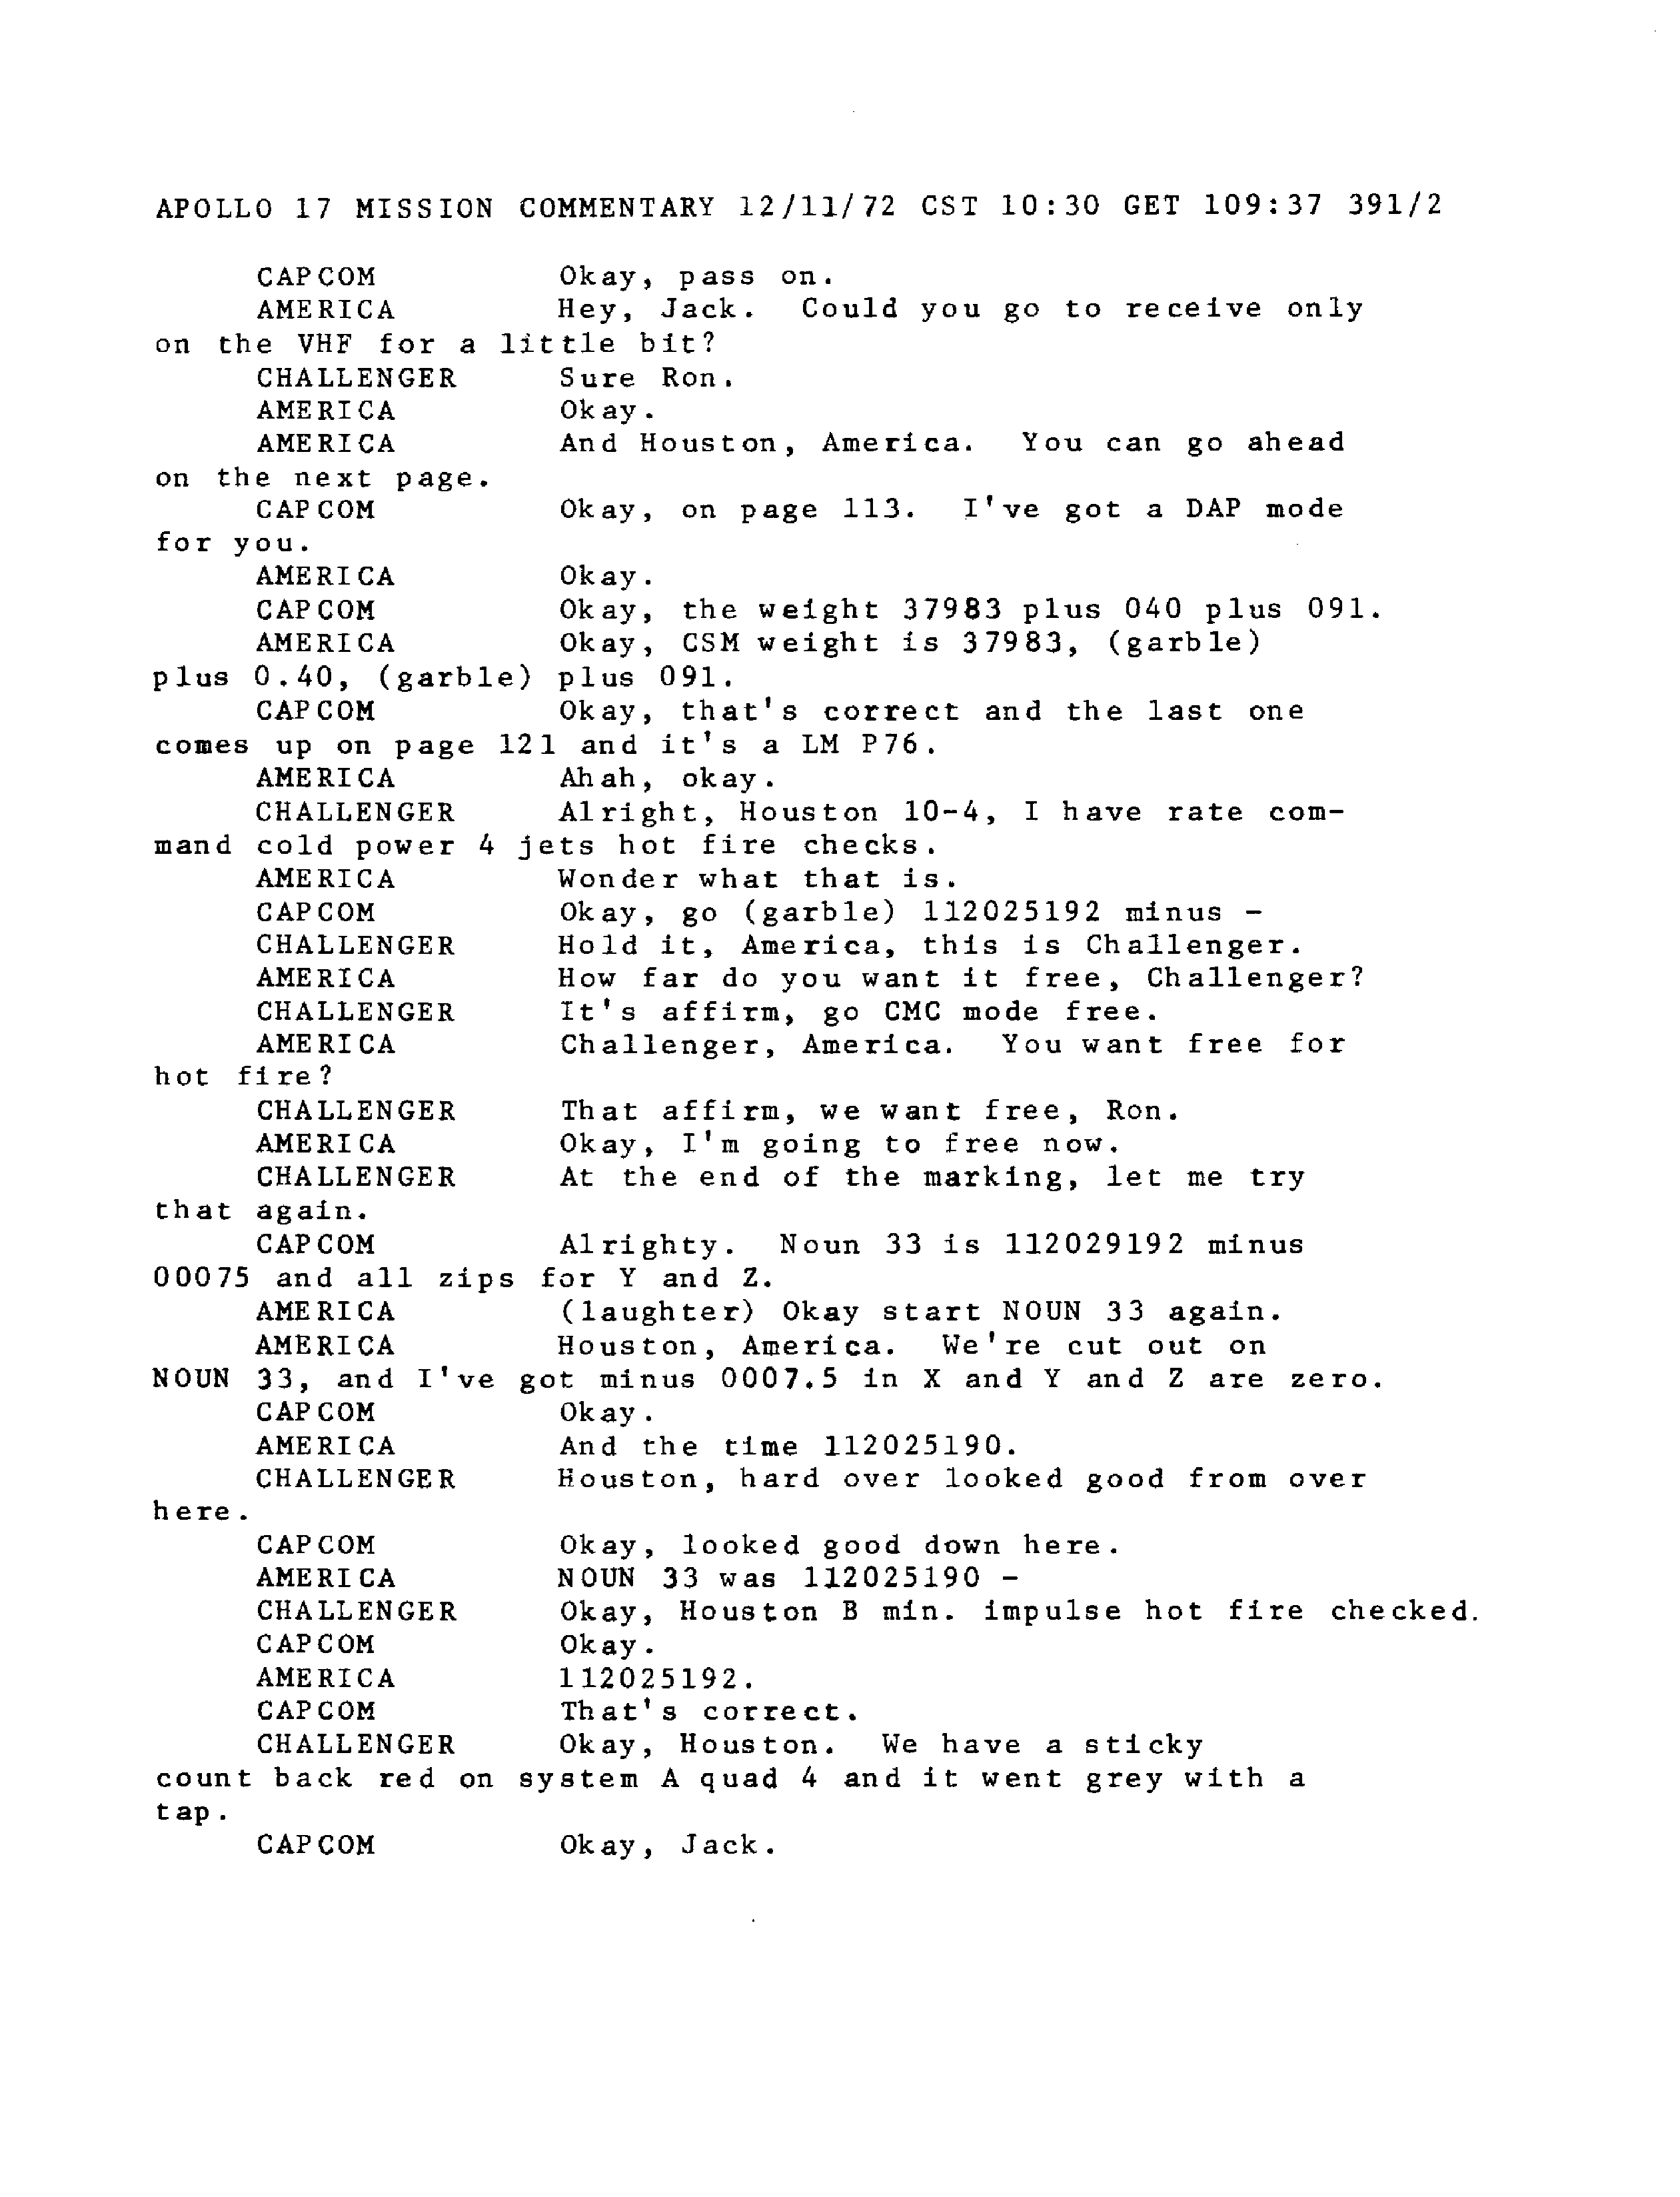 APOLLO 17 MISSION COMMENTARY 12/11/72 CST 10:30 GET 109:37 391/2
CAPCOM Okay, pass on.
AMERICA Hey, Jack. Could you go to receive only
on the VHF for a little bit?
CHALLENGER Sure Ron.
AMERICA Okay.
AMERICA And Houston, America. You can go ahead
on the next page.
CAPCOM Okay, on page 113. I've got a DAP mode
for you.
AMERICA Okay.
CAPCOM Okay, the weight 37983 plus 040 plus 091.
AMERICA Okay, CSM weight is 37983, (garble)
plus 0.40, (garble) plus 091.
CAPCOM Okay, that's correct and the last one
comes up on page 121 and it's a LM P76.
AMERICA Ahah, okay.
CHALLENGER Alright, Houston 10-4, I have rate com-
mand cold power 4 jets hot fire checks.
AMERICA Wonder what that is.
CAPCOM Okay, go (garble) 112025192 minus -
CHALLENGER Hold it, America, this is Challenger.
AMERICA How far do you want it free, Challenger?
CHALLENGER It's affirm, go CMC mode free.
AMERICA Challenger, America. You want free for
hot fire?
CHALLENGER That affirm, we want free, Ron.
AMERICA Okay, I'm going to free now.
CHALLENGER At the end of the marking, let me try
that again.
CAPCOM Alrighty. Noun 33 is 112029192 minus
00075 and all zips for Y and Z.
AMERICA (laughter) Okay start NOUN 33 again.
AMERICA Houston, America. We're cut out on
NOUN 33, and I've got minus 0007.5 in X and Y and Z are zero.
CAPCOM Okay.
AMERICA And the time 112025190.
CHALLENGER Houston, hard over looked good from over
here.
CAPCOM Okay, looked good down here.
AMERICA NOUN 33 was 112025190 -
CHALLENGER Okay, Houston B min. impulse hot fire checked.
CAPCOM Okay.
AMERICA 112025192.
CAPCOM That's correct.
CHALLENGER Okay, Houston. We have a sticky
count back red on system A quad 4 and it went grey with a
tap.
CAPCOM Okay, Jack.